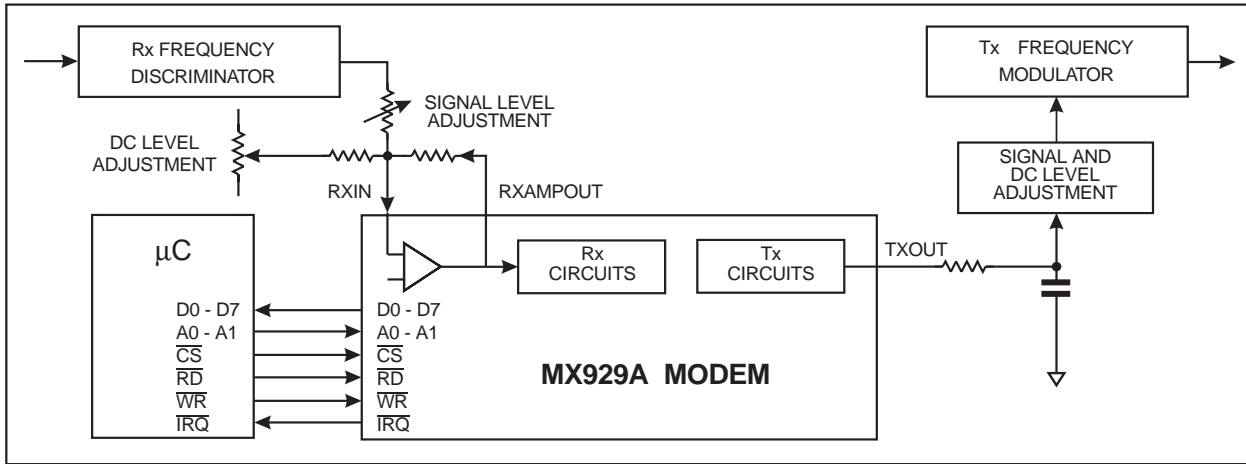 Rx FREQUENCY
DISCRIMINATOR
Tx FREQUENCY
MODULATOR
SIGNAL LEVEL
ADJUSTMENT
DC LEVEL
ADJUSTMENT
SIGNAL AND
DC LEVEL
ADJUSTMENT
RXIN
RXAMPOUT
µC
Rx
CIRCUITS
Tx
CIRCUITS
TXOUT
D0 - D7
A0 - A1
CS
RD
WR
IRQ
D0 - D7
A0 - A1
CS
RD
WR
IRQ
MX929A MODEM